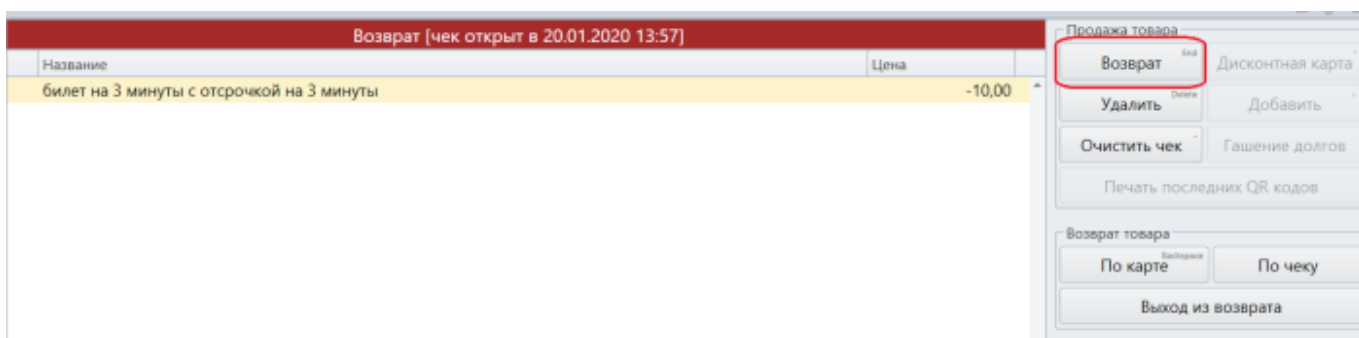 Возврат [чек открыт в 20.01.2020 13:57]
Название Цена
билет на 3 минуты с отсрочкой на 3 минуты -10,00
Продажа товара
Возврат End Дисконтная карта
Удалить Delete Добавить
Очистить чек Гашение долгов
Печать последних QR кодов
Возврат товара
По карте Backspace По чеку
Выход из возврата